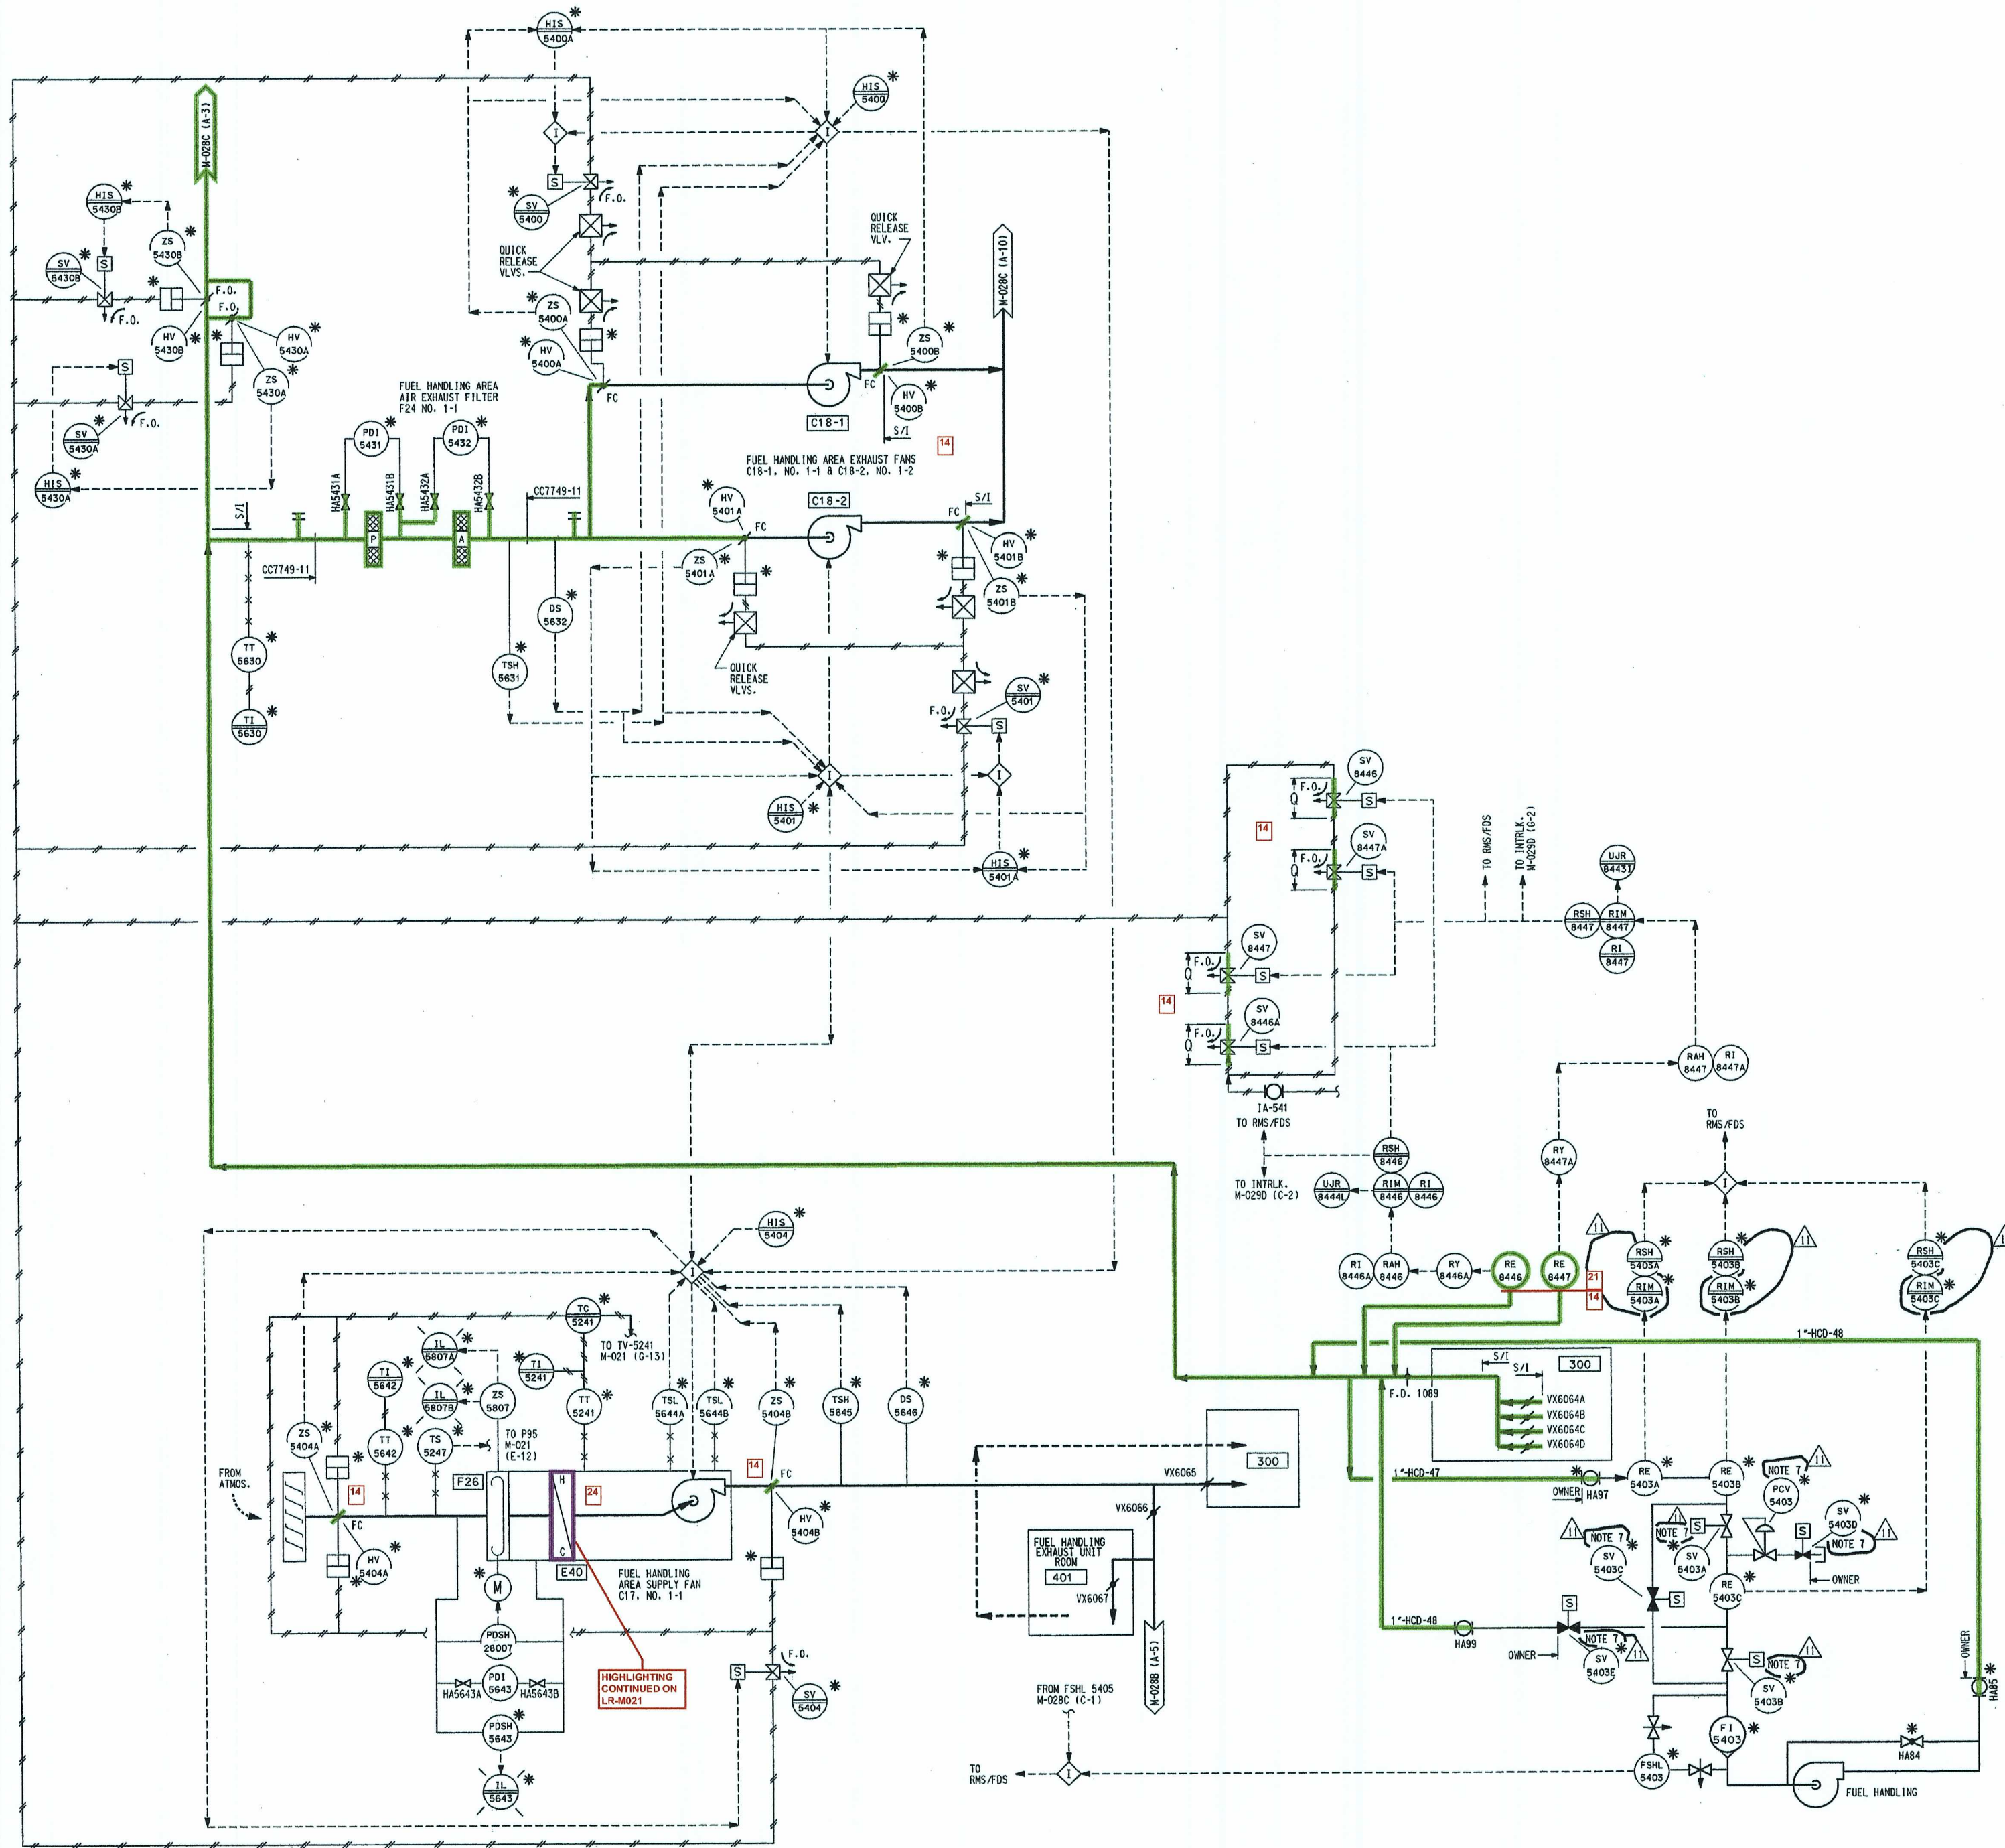 HIS
5400A
HIS
5400
M-028C (A-3)
I
I
S
F.O.
SV
5400
QUICK
RELEASE
VLVS.
QUICK
RELEASE
VLV.
M-028C (A-10)
HIS
5430B
ZS
5430B
SV
5430B
S
F.O.
F.O.
F.O.
HV
5430B
HV
5430A
ZS
5430A
S
F.O.
SV
5430A
HIS
5430A
ZS
5400A
HV
5400A
FC
ZS
5400B
FC
HV
5400B
S/I
C18-1
14
FUEL HANDLING AREA
AIR EXHAUST FILTER
F24 NO. 1-1
PDI
5431
PDI
5432
HA5431A
HA5431B
HA5432A
HA5432B
FUEL HANDLING AREA EXHAUST FANS
C18-1, NO. 1-1 & C18-2, NO. 1-2
C18-2
S/I
CC7749-11
P
A
CC7749-11
HV
5401A
FC
ZS
5401A
FC
S/I
HV
5401B
ZS
5401B
DS
5632
TSH
5631
TT
5630
TI
5630
QUICK
RELEASE
VLVS.
SV
5401
F.O.
S
I
I
HIS
5401
HIS
5401A
SV
8446
F.O.
Q
S
14
SV
8447A
F.O.
Q
S
SV
8447
F.O.
Q
S
14
SV
8446A
F.O.
Q
S
IA-541
TO RMS/FDS
TO INTRLK.
M-029D (G-2)
UJR
8443I
RSH
8447
RIM
8447
RI
8447
RAH
8447
RI
8447A
TO RMS/FDS
TO INTRLK.
M-029D (C-2)
RSH
8446
UJR
8444L
RIM
8446
RI
8446
RY
8447A
TO
RMS/FDS
I
RI
8446A
RAH
8446
RY
8446A
RE
8446
RE
8447
21
14
11
RSH
5403A
RIM
5403A
RSH
5403B
RIM
5403B
11
RSH
5403C
RIM
5403C
HIS
5404
I
TC
5241
TO TV-5241
M-021 (G-13)
TI
5241
TT
5241
IL
5807A
IL
5807B
ZS
5807
TI
5642
TT
5642
TS
5247
TO P95
M-021
(E-12)
ZS
5404A
TSL
5644A
TSL
5644B
ZS
5404B
TSH
5645
DS
5646
FROM
ATMOS.
14
FC
HV
5404A
F26
H
C
24
E40
14
FC
HV
5404B
FUEL HANDLING
AREA SUPPLY FAN
C17, NO. 1-1
M
PDSH
28007
HA5643A
PDI
5643
HA5643B
PDSH
5643
IL
5643
HIGHLIGHTING
CONTINUED ON
LR-M021
S
F.O.
SV
5404
VX6065
300
VX6066
FUEL HANDLING
EXHAUST UNIT
ROOM
401
VX6067
M-028B (A-5)
1"-HCD-48
S/I
S/I
300
F.D. 1089
VX6064A
VX6064B
VX6064C
VX6064D
1"-HCD-47
OWNER
HA97
RE
5403A
RE
5403B
NOTE 7
11
PCV
5403
11
NOTE 7
SV
5403C
11
NOTE 7
S
SV
5403A
S
SV
5403D
NOTE 7
11
OWNER
S
RE
5403C
1"-HCD-48
HA99
S
OWNER
NOTE 7
SV
5403E
11
S
NOTE 7
11
SV
5403B
OWNER
HA85
FROM FSHL 5405
M-028C (C-1)
TO
RMS/FDS
I
FSHL
5403
FI
5403
HA84
FUEL HANDLING